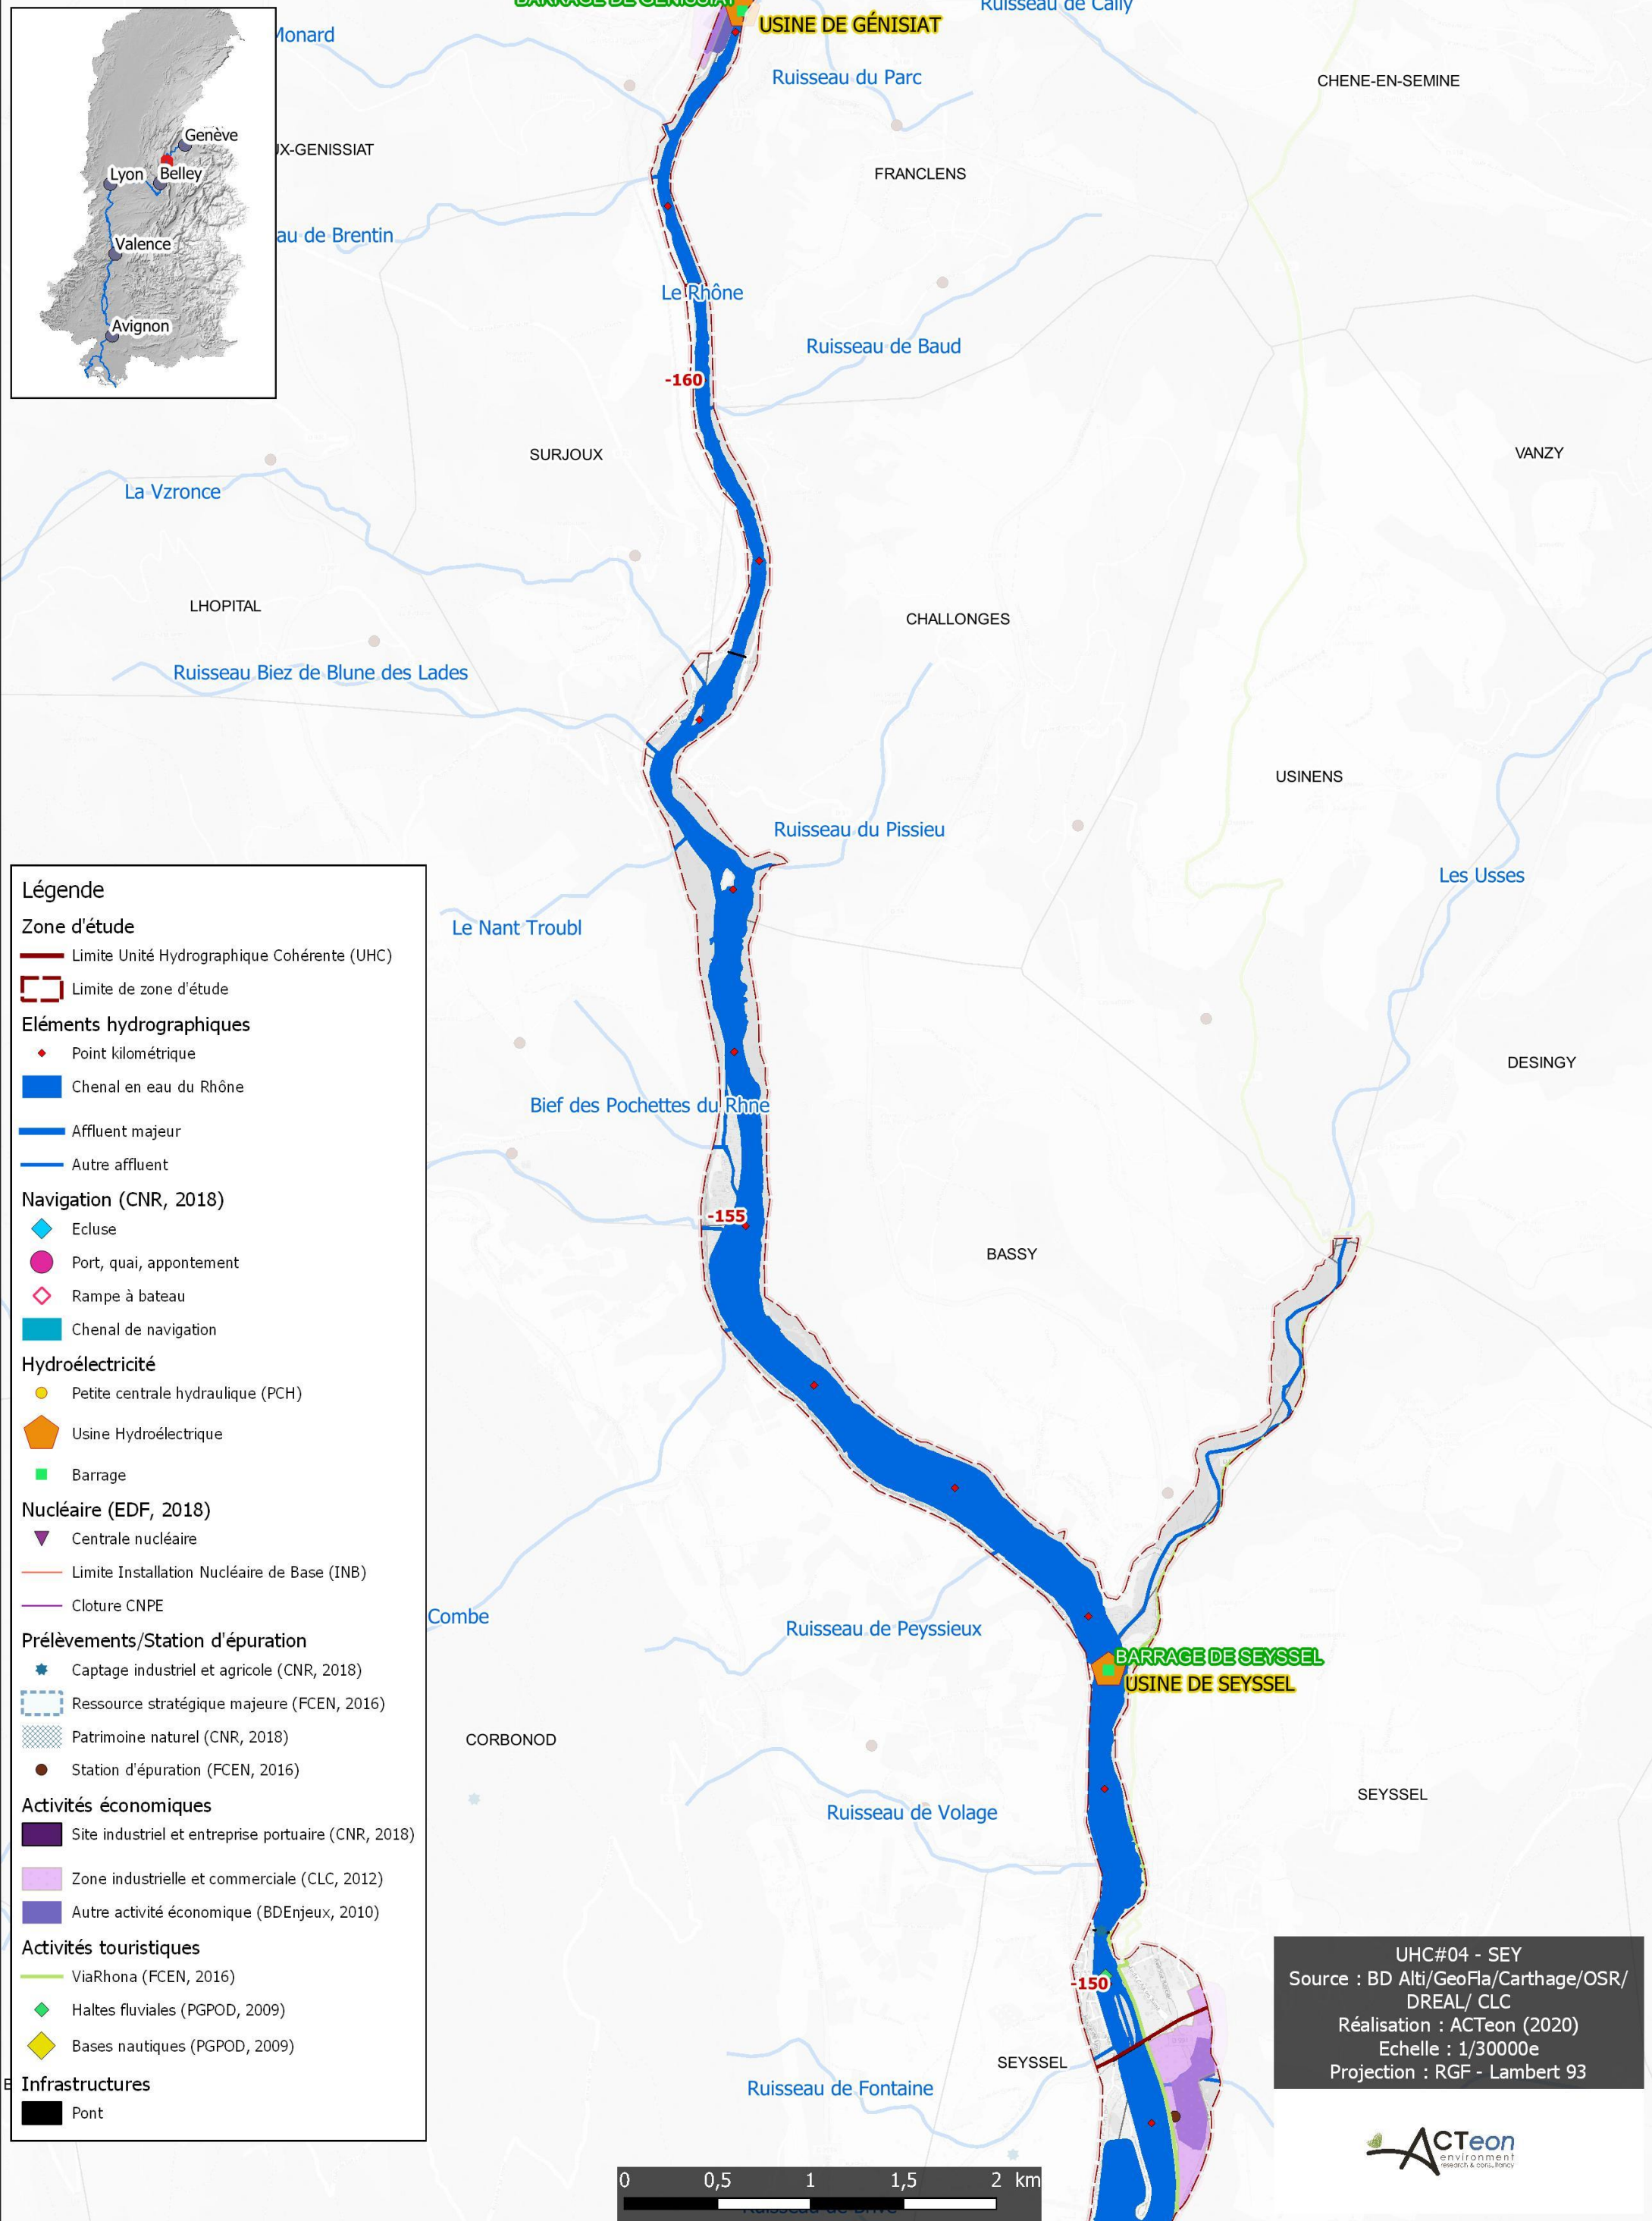 BARRAGE DE GÉNISSIAT
USINE DE GÉNISIAT
Ruisseau de Cally
Monard
Ruisseau du Parc
CHENE-EN-SEMINE
Genève
Lyon
Belley
Valence
Avignon
UX-GENISSIAT
FRANCLENS
au de Brentin
Le Rhône
Ruisseau de Baud
-160
SURJOUX
VANZY
La Vzronce
LHOPITAL
CHALLONGES
Ruisseau Biez de Blune des Lades
USINENS
Ruisseau du Pissieu
Les Usses
Le Nant Troubl
DESINGY
Bief des Pochettes du Rhne
-155
BASSY
Combe
Ruisseau de Peyssieux
BARRAGE DE SEYSSEL
USINE DE SEYSSEL
CORBONOD
SEYSSEL
Ruisseau de Volage
-150
SEYSSEL
Ruisseau de Fontaine
Légende
Zone d'étude
Limite Unité Hydrographique Cohérente (UHC)
Limite de zone d'étude
Eléments hydrographiques
Point kilométrique
Chenal en eau du Rhône
Affluent majeur
Autre affluent
Navigation (CNR, 2018)
Ecluse
Port, quai, appontement
Rampe à bateau
Chenal de navigation
Hydroélectricité
Petite centrale hydraulique (PCH)
Usine Hydroélectrique
Barrage
Nucléaire (EDF, 2018)
Centrale nucléaire
Limite Installation Nucléaire de Base (INB)
Cloture CNPE
Prélèvements/Station d'épuration
Captage industriel et agricole (CNR, 2018)
Ressource stratégique majeure (FCEN, 2016)
Patrimoine naturel (CNR, 2018)
Station d'épuration (FCEN, 2016)
Activités économiques
Site industriel et entreprise portuaire (CNR, 2018)
Zone industrielle et commerciale (CLC, 2012)
Autre activité économique (BDEnjeux, 2010)
Activités touristiques
ViaRhona (FCEN, 2016)
Haltes fluviales (PGPOD, 2009)
Bases nautiques (PGPOD, 2009)
Infrastructures
Pont
UHC#04 - SEY
Source : BD Alti/GeoFla/Carthage/OSR/
DREAL/ CLC
Réalisation : ACTeon (2020)
Echelle : 1/30000e
Projection : RGF - Lambert 93
ACTeon
environment
research & consultancy
0 0,5 1 1,5 2 km